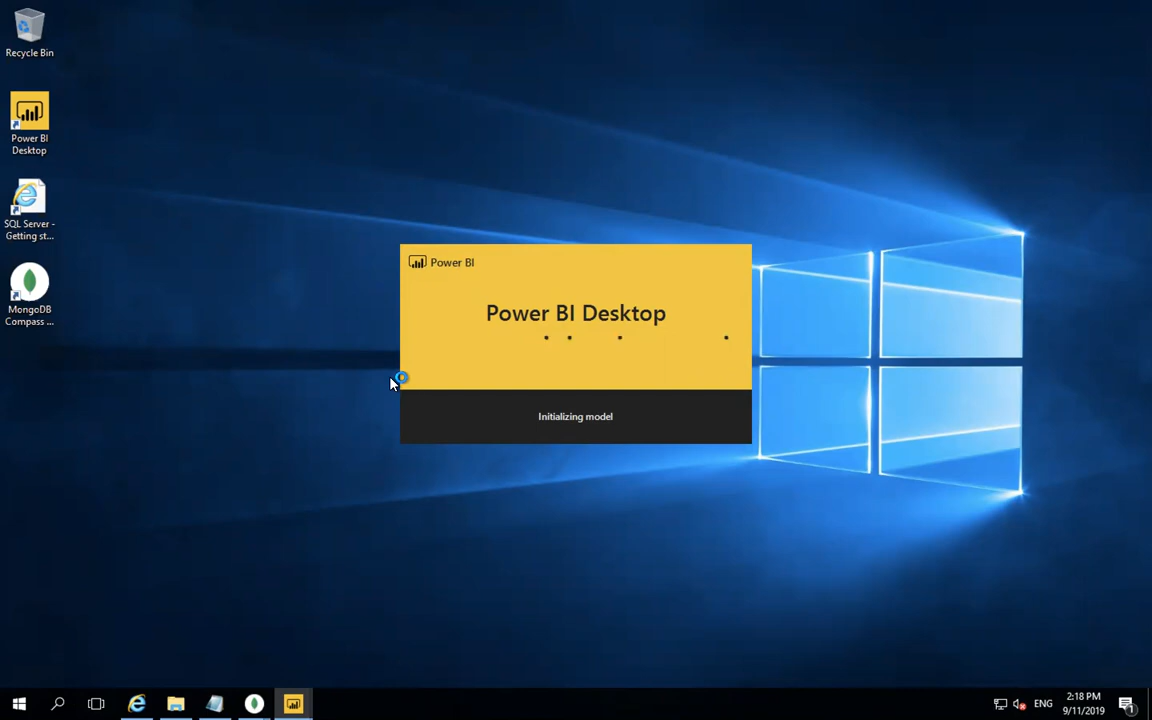 Recycle Bin
Power BI
Desktop
SQL Server -
Getting st...
MongoDB
Compass ...
Power BI
Power BI Desktop
Initializing model
ENG
2:18 PM
9/11/2019
1